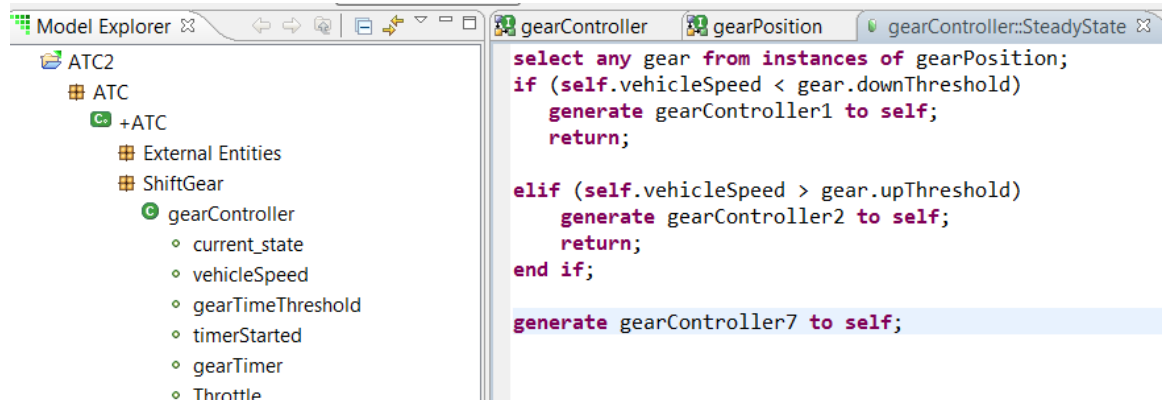 Model Explorer
gearController
gearPosition
gearController::SteadyState
ATC2
ATC
+ATC
External Entities
ShiftGear
gearController
current_state
vehicleSpeed
gearTimeThreshold
timerStarted
gearTimer
Throttle
select any gear from instances of gearPosition;
if (self.vehicleSpeed < gear.downThreshold)
generate gearController1 to self;
return;
elif (self.vehicleSpeed > gear.upThreshold)
generate gearController2 to self;
return;
end if;
generate gearController7 to self;